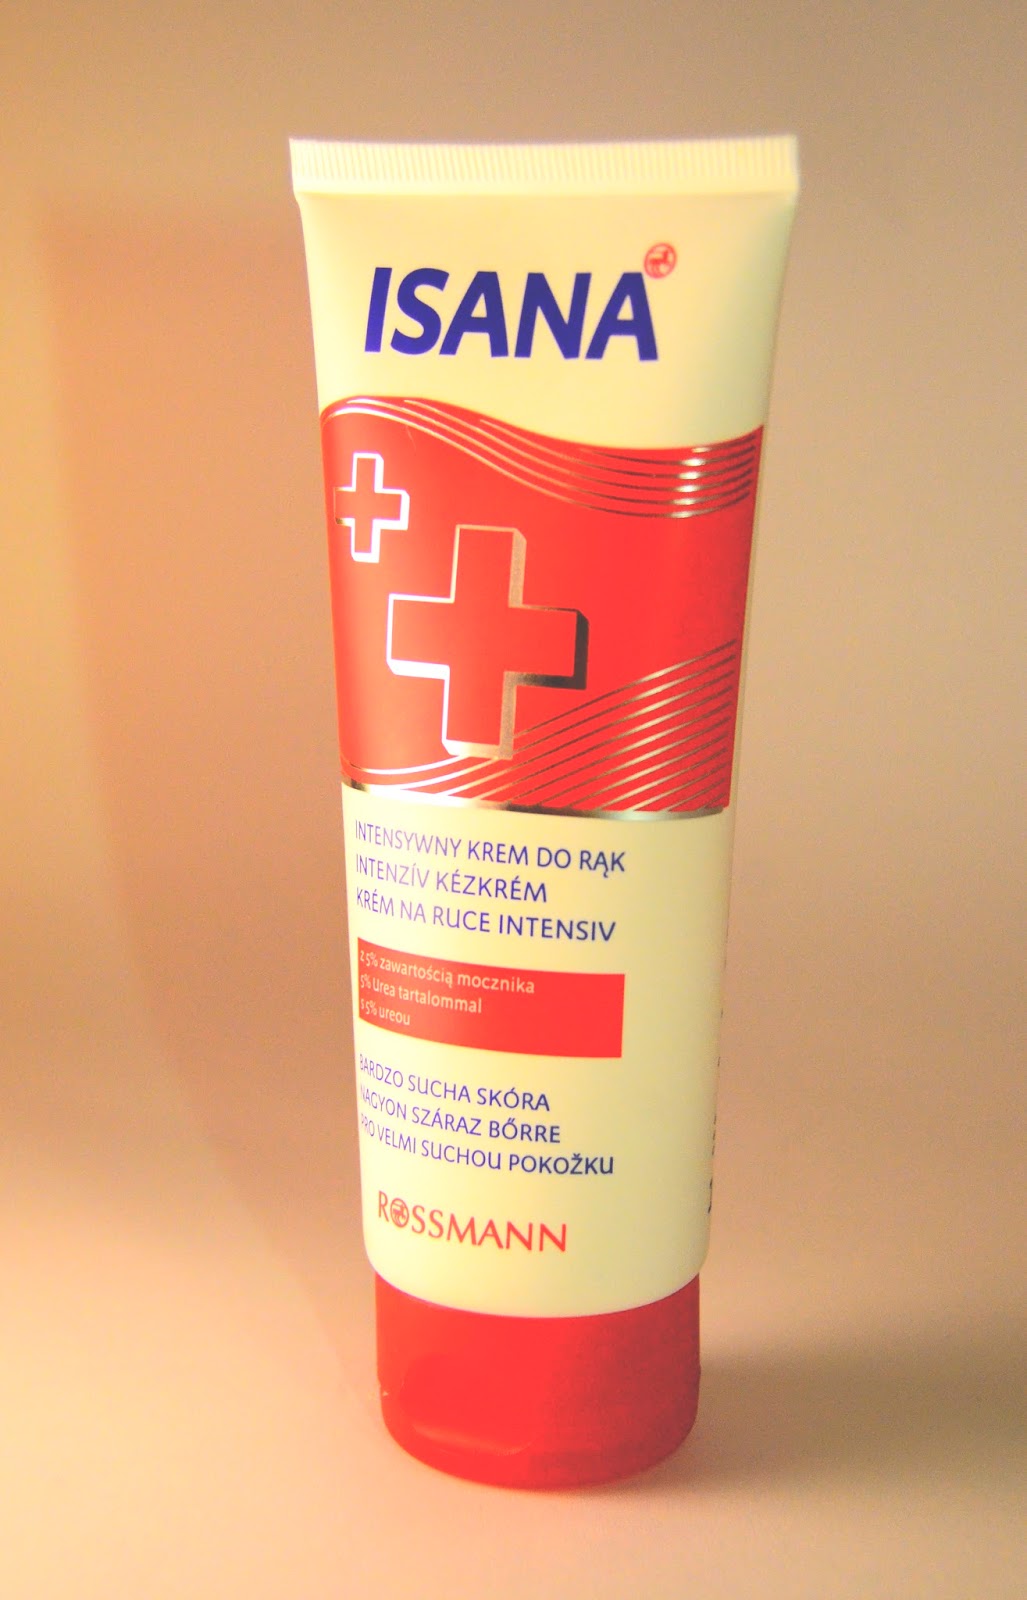 ISANA
INTENSYWNY KREM DO RĄK
INTENZÍV KÉZKRÉM
KRÉM NA RUCE INTENSIV
z 5% zawartością mocznika
5% Urea tartalommal
s 5% ureou
BARDZO SUCHA SKÓRA
NAGYON SZÁRAZ BŐRRE
PRO VELMI SUCHOU POKOŽKU
ROSSMANN